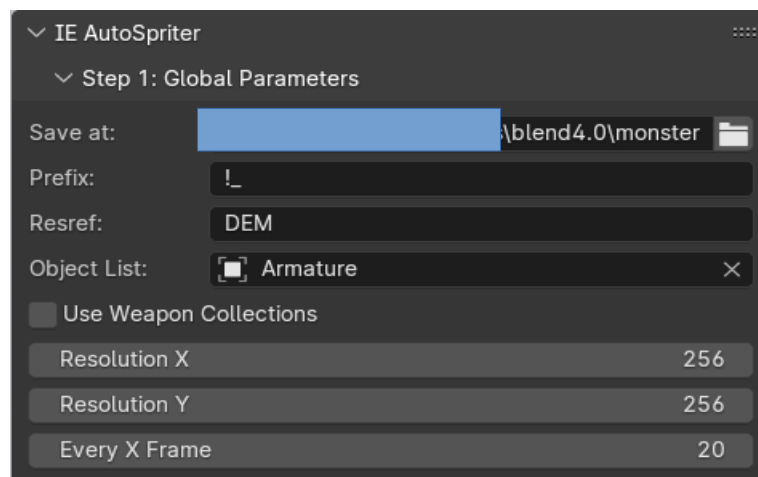 IE AutoSpriter
Step 1: Global Parameters
Save at: \blend4.0\monster
Prefix: !_
Resref: DEM
Object List: Armature
Use Weapon Collections
Resolution X 256
Resolution Y 256
Every X Frame 20